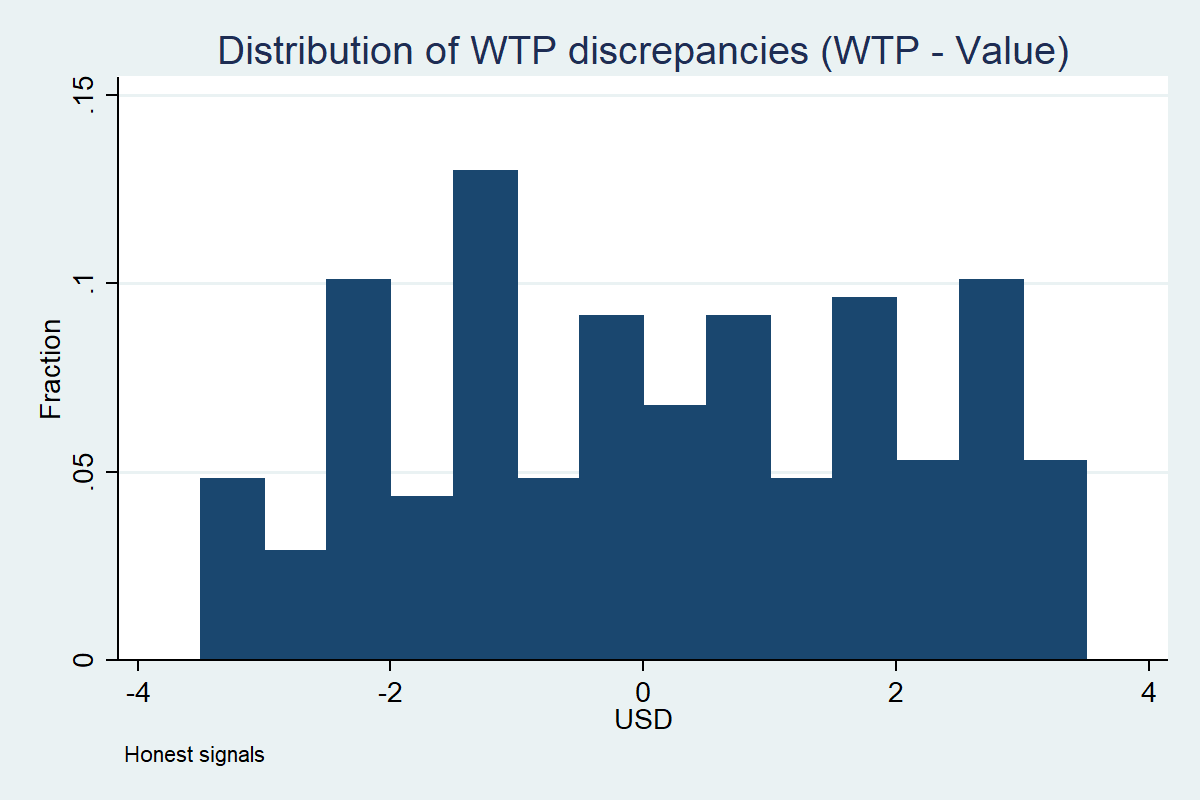 Distribution of WTP discrepancies (WTP - Value)
.15
.1
.05
0
Fraction
-4 -2 0 2 4
USD
Honest signals